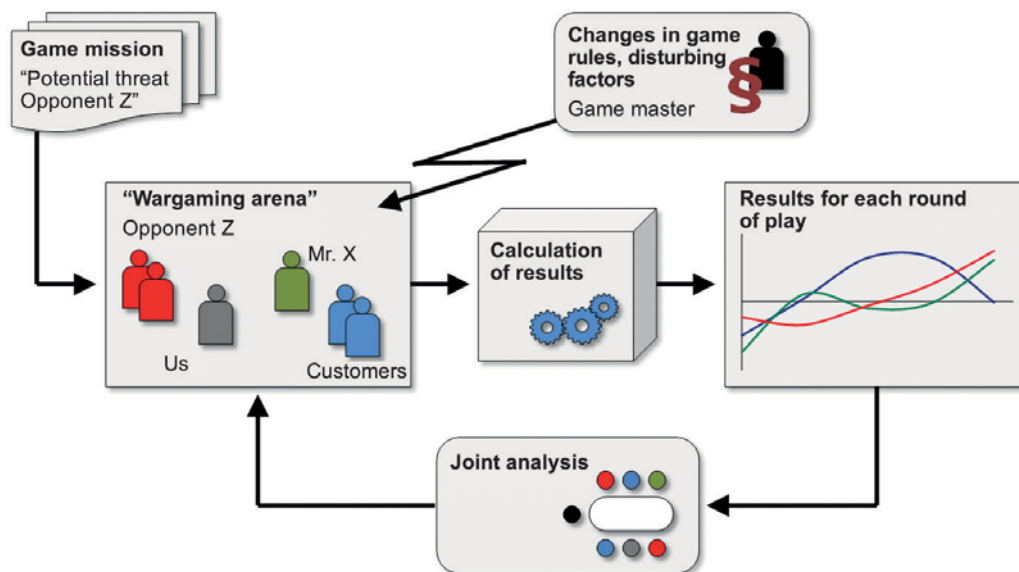 Game mission
“Potential threat
Opponent Z”
Changes in game
rules, disturbing
factors
Game master
§
“Wargaming arena”
Opponent Z
Mr. X
Us
Customers
Calculation
of results
Results for each round
of play
Joint analysis